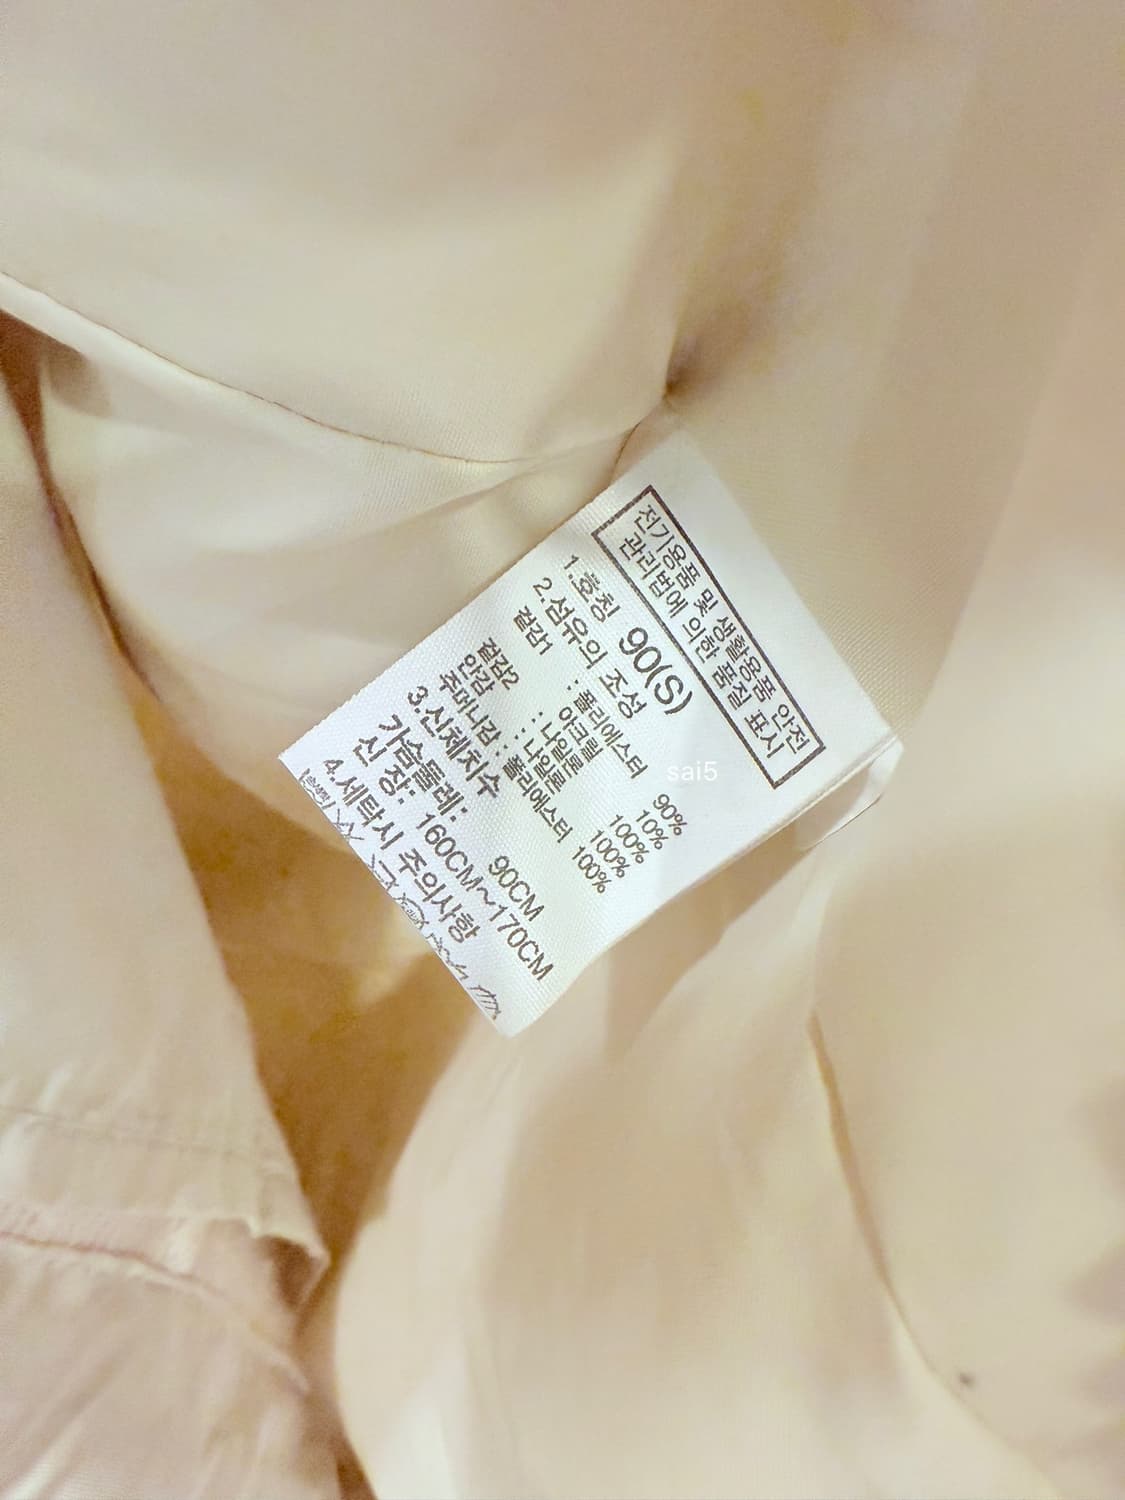 전기용품 및 생활용품 안전
관리법에 의한 품질 표시
1.호칭 90(S)
2.섬유의 조성
겉감1 : 폴리에스터 90%
아크릴 10%
겉감2 : 나일론 100%
안감 : 나일론 100%
주머니감 : 폴리에스터 100%
3.신체치수
가슴둘레: 90CM
신 장: 160CM~170CM
4.세탁시 주의사항
sai5